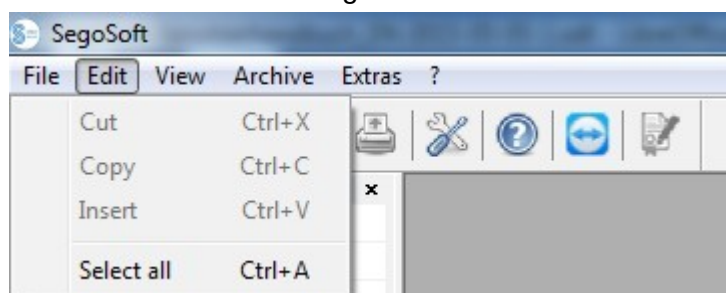 SegoSoft
File Edit View Archive Extras ?
Cut Ctrl+X
Copy Ctrl+C
Insert Ctrl+V
Select all Ctrl+A